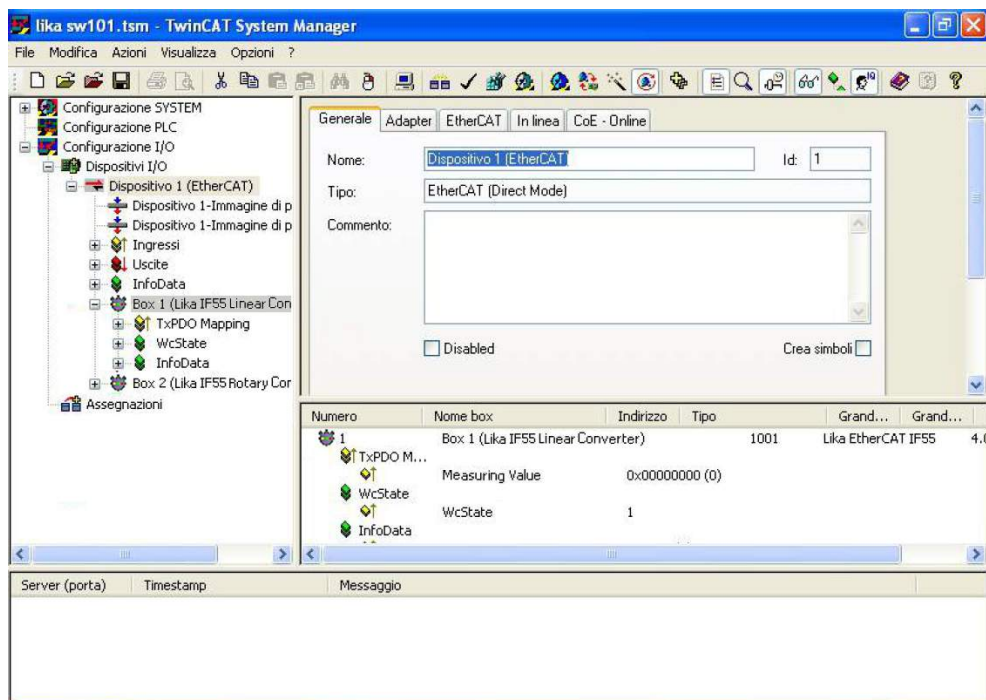 lika sw101.tsm - TwinCAT System Manager
File Modifica Azioni Visualizza Opzioni ?
Configurazione SYSTEM
Configurazione PLC
Configurazione I/O
Dispositivi I/O
Dispositivo 1 (EtherCAT)
Dispositivo 1-Immagine di p
Dispositivo 1-Immagine di p
Ingressi
Uscite
InfoData
Box 1 (Lika IF55 Linear Con
TxPDO Mapping
WcState
InfoData
Box 2 (Lika IF55 Rotary Cor
Assegnazioni
Generale Adapter EtherCAT In linea CoE - Online
Nome: Dispositivo 1 (EtherCAT) Id: 1
Tipo: EtherCAT (Direct Mode)
Commento:
Disabled Crea simboli
Numero Nome box Indirizzo Tipo Grand... Grand...
1 Box 1 (Lika IF55 Linear Converter) 1001 Lika EtherCAT IF55 4.0
TxPDO M...
Measuring Value 0x00000000 (0)
WcState
WcState 1
InfoData
Server (porta) Timestamp Messaggio